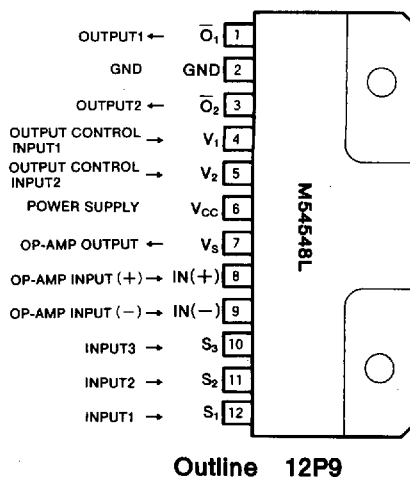 OUTPUT1 ← O̅1 1
GND GND 2
OUTPUT2 ← O̅2 3
OUTPUT CONTROL
INPUT1 → V1 4
OUTPUT CONTROL
INPUT2 → V2 5
POWER SUPPLY VCC 6
OP-AMP OUTPUT ← VS 7
OP-AMP INPUT (+) → IN(+) 8
OP-AMP INPUT (−) → IN(−) 9
INPUT3 → S3 10
INPUT2 → S2 11
INPUT1 → S1 12
M54548L
Outline 12P9